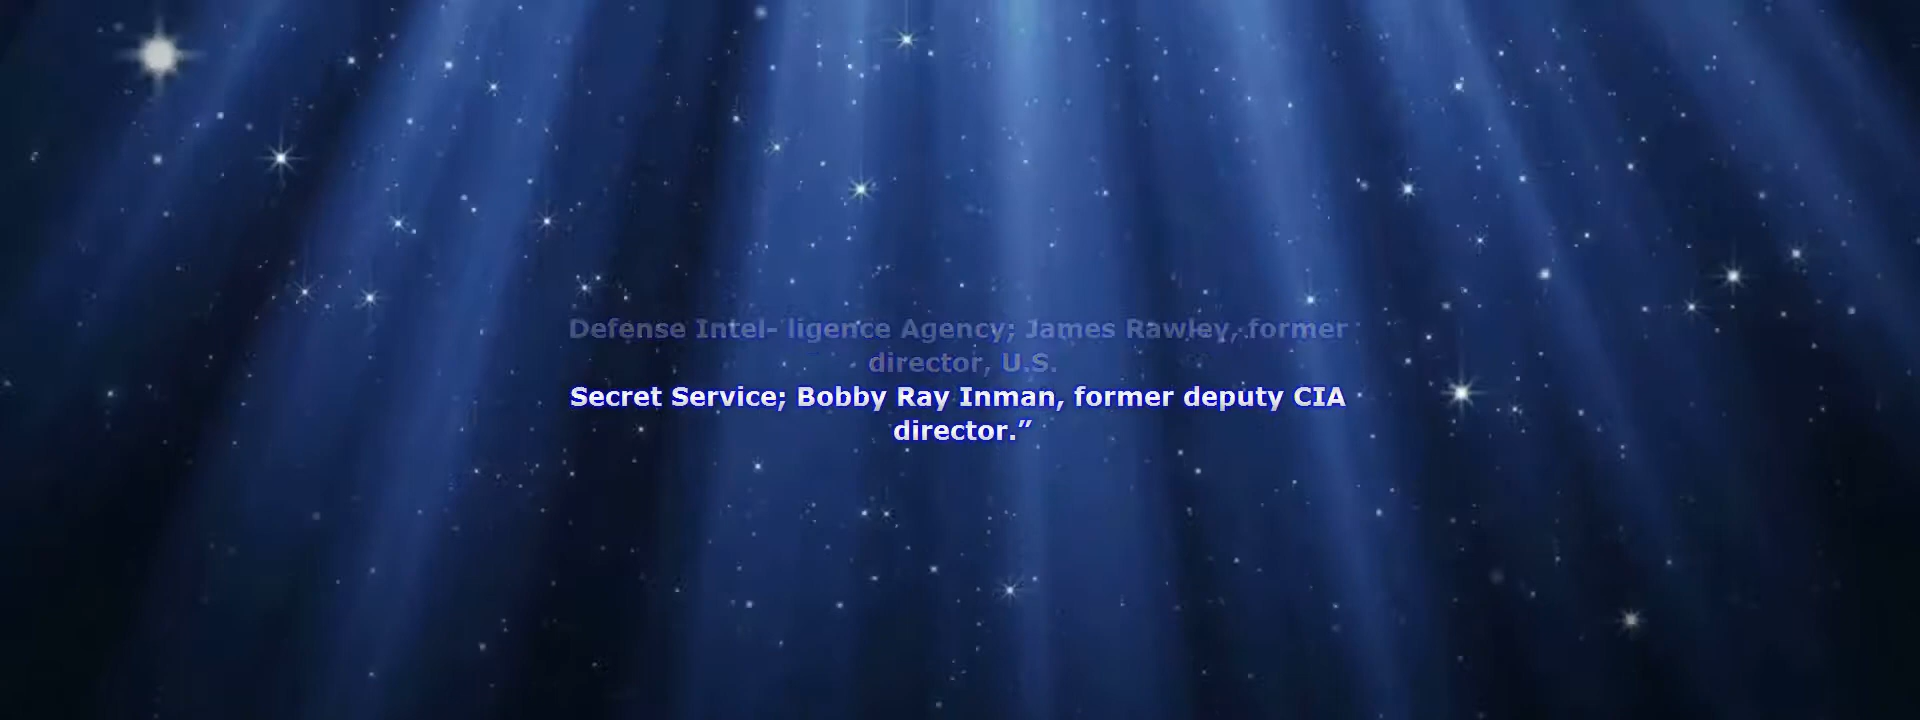 Defense Intel- ligence Agency; James Rawley, former
director, U.S.
Secret Service; Bobby Ray Inman, former deputy CIA
director.”